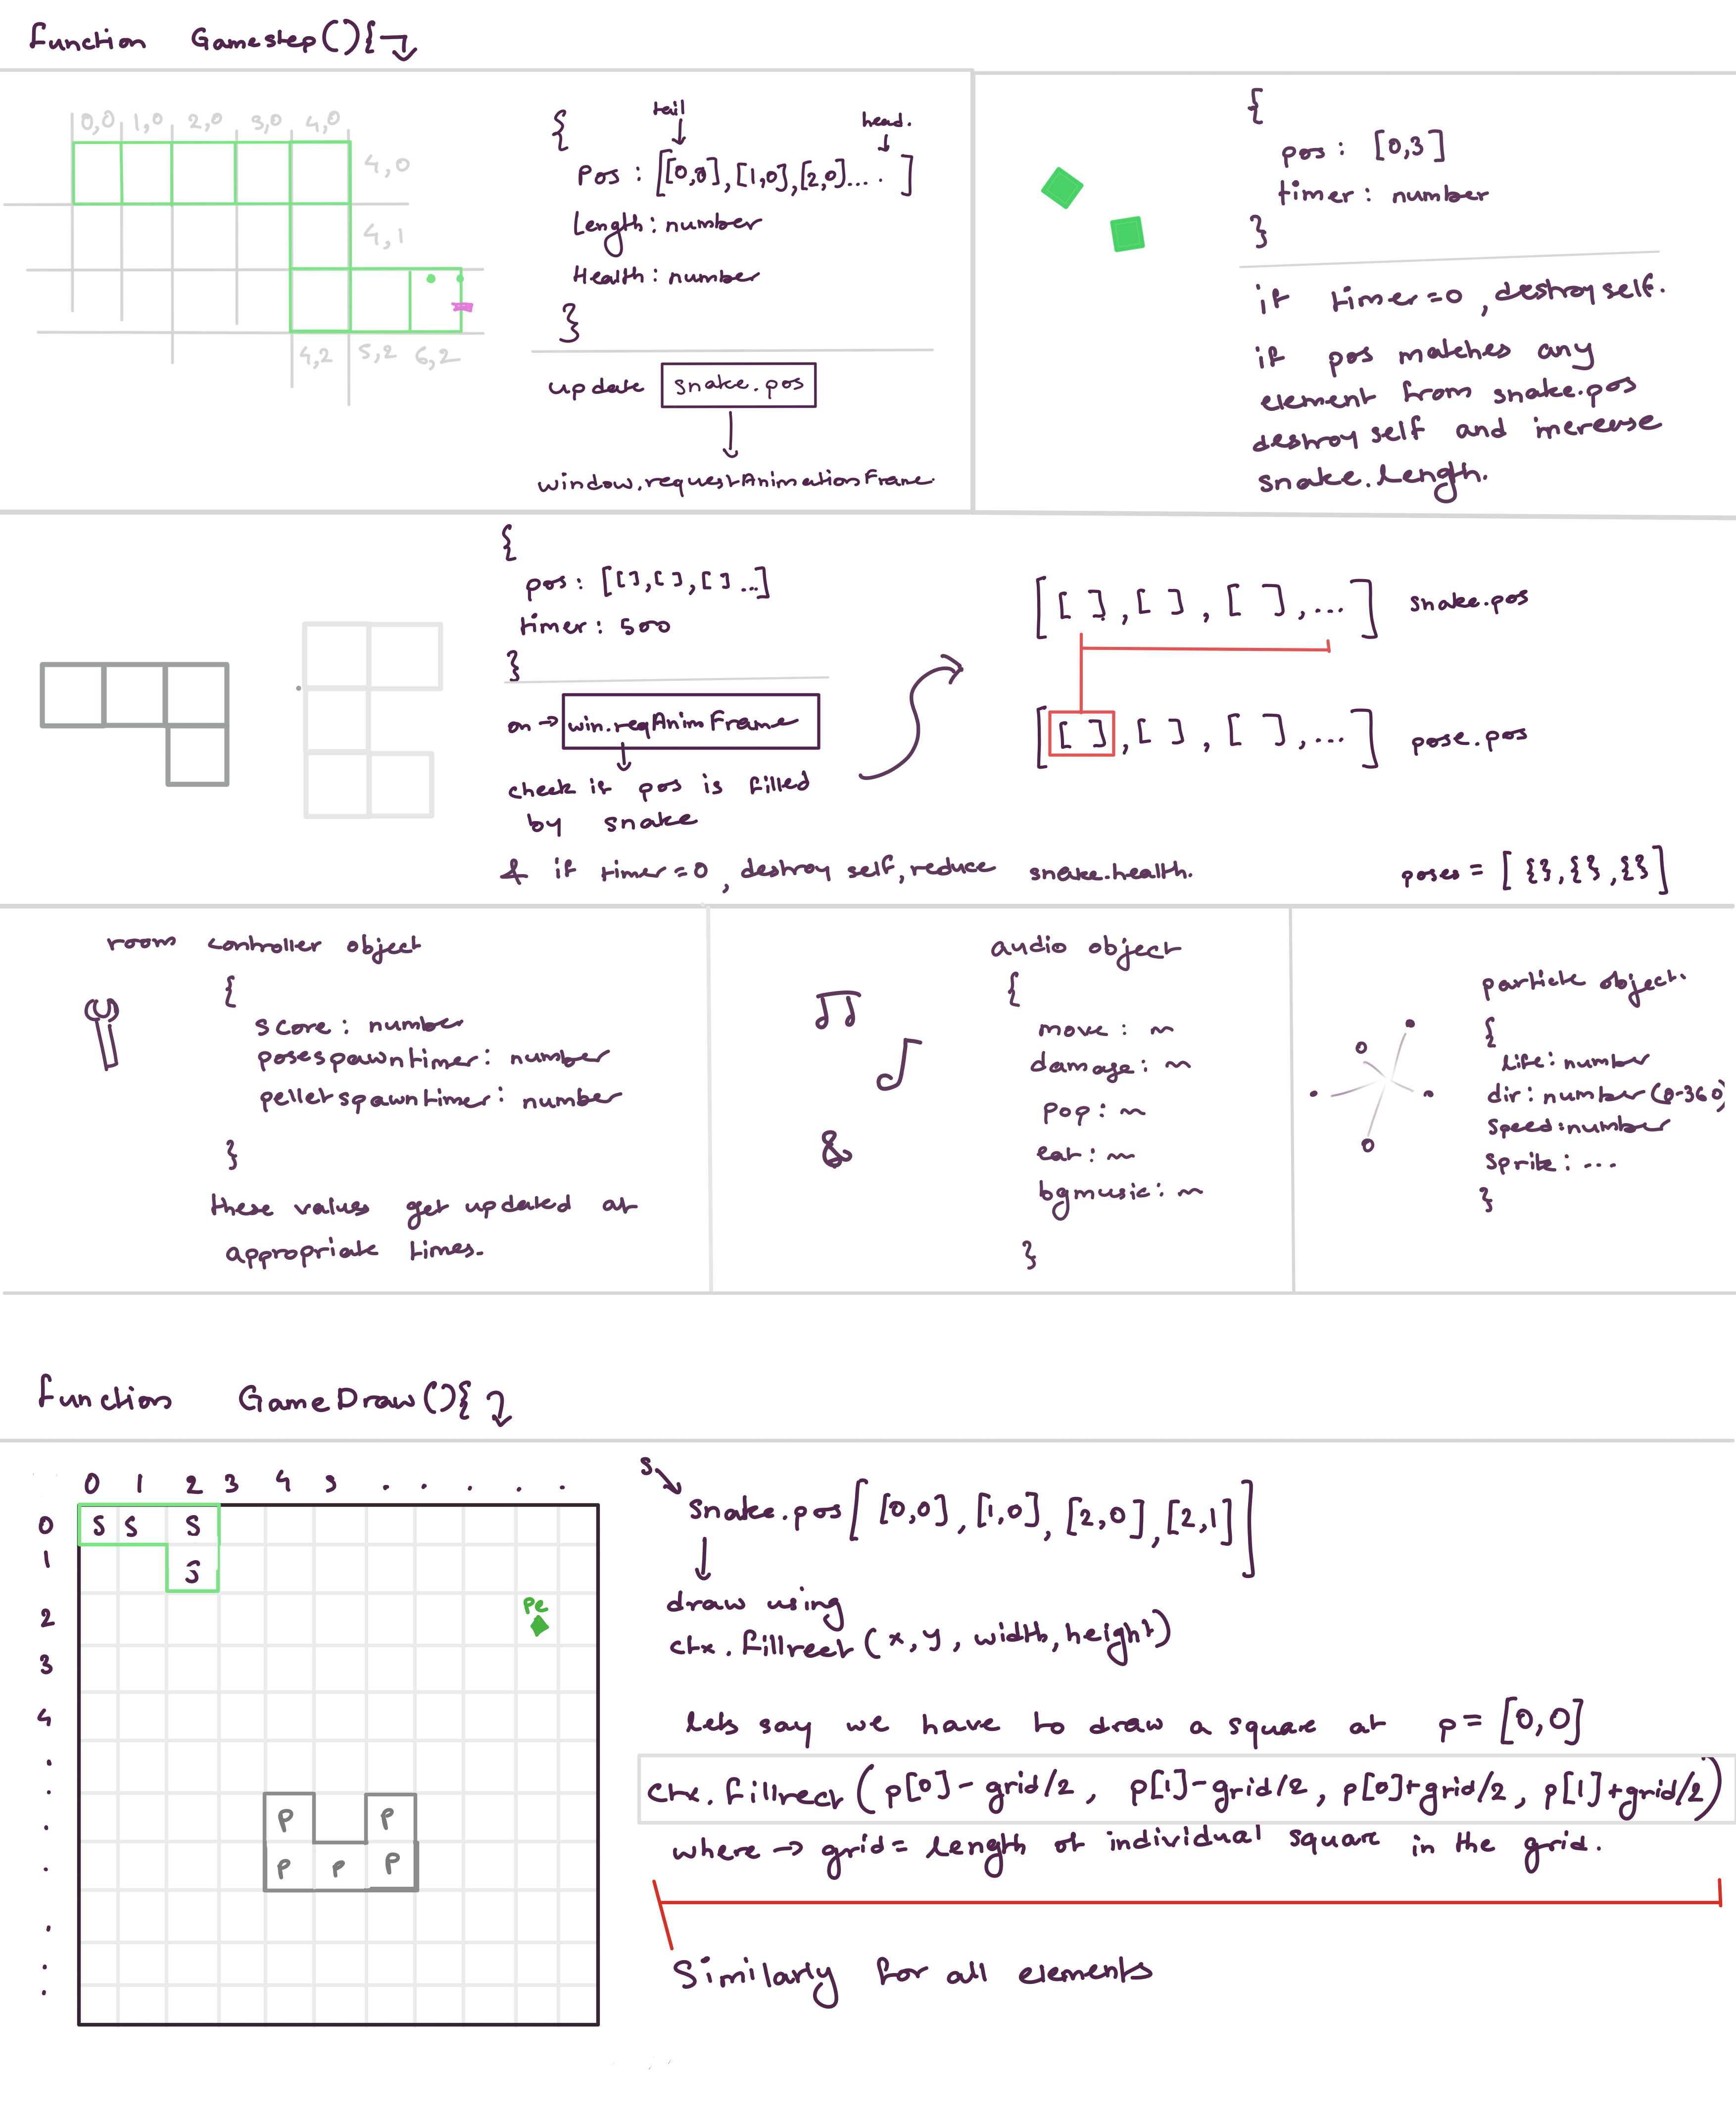 function Gamestep(){
0,0 1,0 2,0 3,0 4,0
4,0
4,1
4,2 5,2 6,2
{
tail head.
Pos : [[0,0],[1,0],[2,0].... ]
Length : number
Health : number
}
update snake.pos
window.requestAnimationFrame.
{
pos : [0,3]
timer : number
}
if timer=0, destroy self.
if pos matches any
element from snake.pos
destroy self and increase
snake.length.
{
pos : [[],[],[]...]
timer : 500
}
on → win.reqAnimFrame
check if pos is filled
by snake
& if timer=0, destroy self, reduce snake.health.
[[ ],[ ],[ ],...] snake.pos
[[ ],[ ],[ ],...] pose.pos
poses = [{},{},{}]
room controller object
{
score : number
posespawntimer : number
pelletspawntimer : number
}
these values get updated at
appropriate times.
audio object
{
move : ~
damage : ~
pop : ~
eat : ~
bgmusic : ~
}
&
particle object.
{
life : number
dir : number (0-360)
speed : number
sprite : ...
}
function GameDraw(){
0 1 2 3 4 5 . . . . .
0
1
2
3
4
.
.
.
.
.
.
.
S S S
S
Pe
P P
P P P
S
snake.pos[[0,0],[1,0],[2,0],[2,1]]
draw using
ctx.fillrect(x,y,width,height)
lets say we have to draw a square at p=[0,0]
ctx.fillrect(p[0]-grid/2, p[1]-grid/2, p[0]+grid/2, p[1]+grid/2)
where → grid= length of individual square in the grid.
Similarly for all elements